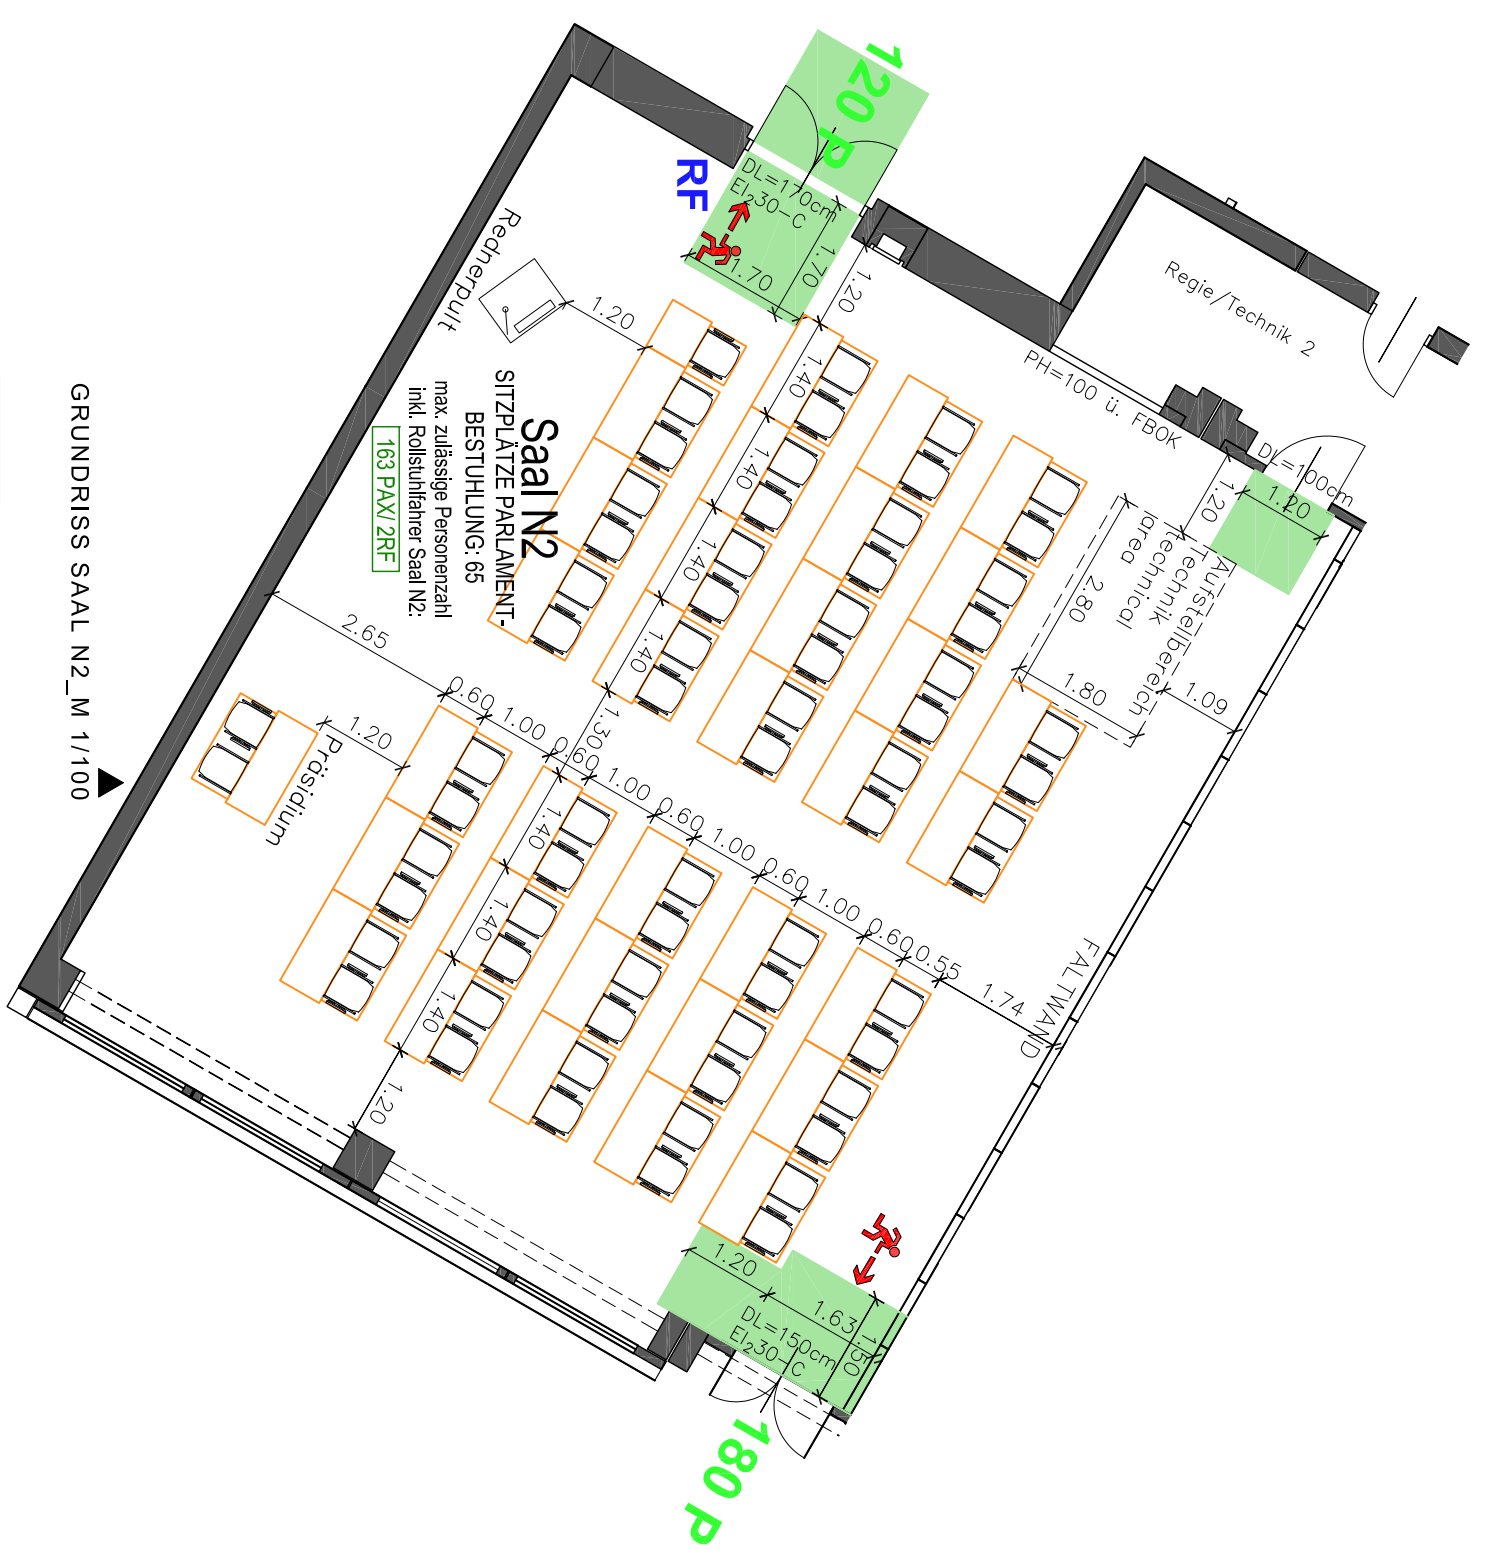 120 P
RF
DL=170cm
EI₂30-C
1.70
1.70
1.20
Rednerpult
1.20
Regie/Technik 2
PH=100 ü. FBOK
DL=100cm
1.20
1.20
Aufstellbereich
Technik
technical
area
2.80
1.80
1.09
Saal N2
SITZPLÄTZE PARLAMENT-
BESTUHLUNG: 65
max. zulässige Personenzahl
inkl. Rollstuhlfahrer Saal N2:
163 PAX/ 2RF
1.40
1.40
1.40
1.40
1.30
1.40
1.40
1.40
1.20
2.65
0.60
1.00
0.60
1.00
0.60
1.00
0.60
1.00
0.60
0.55
1.74
FALTWAND
1.20
Präsidium
GRUNDRISS SAAL N2_M 1/100
1.20
1.63
1.50
DL=150cm
EI₂30-C
180 P